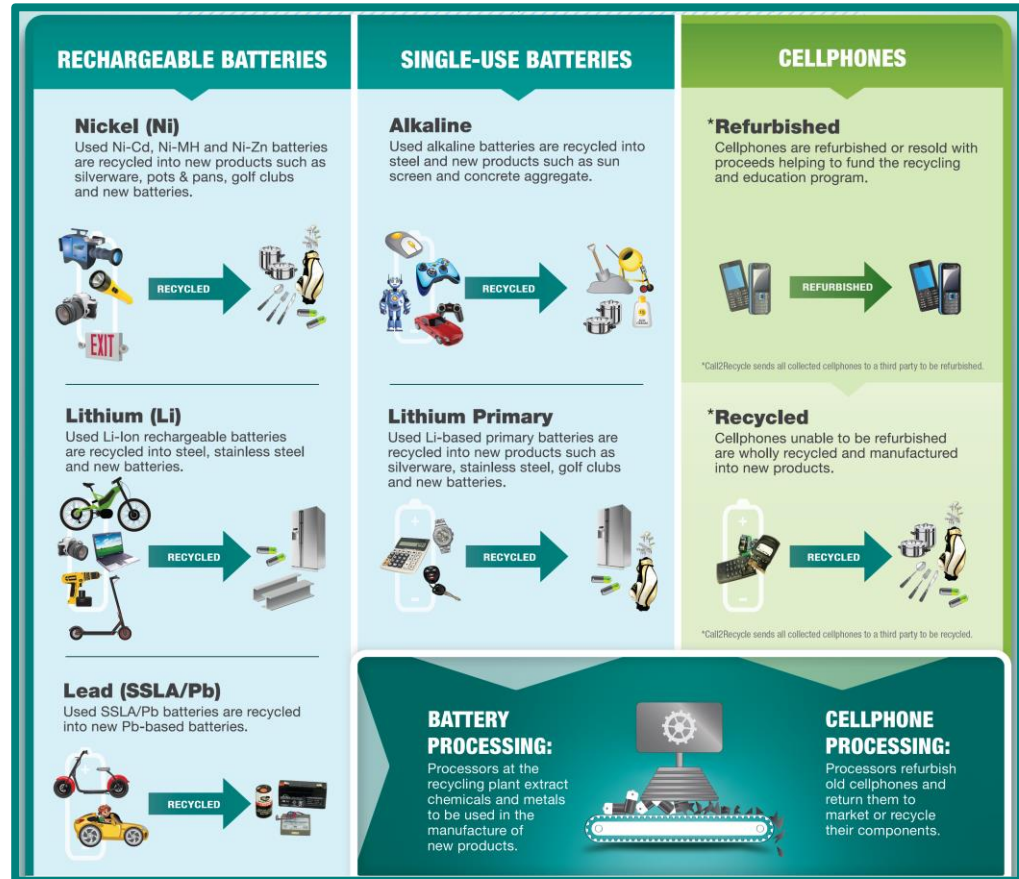 RECHARGEABLE BATTERIES
Nickel (Ni)
Used Ni-Cd, Ni-MH and Ni-Zn batteries
are recycled into new products such as
silverware, pots & pans, golf clubs
and new batteries.
EXIT
RECYCLED
Lithium (Li)
Used Li-Ion rechargeable batteries
are recycled into steel, stainless steel
and new batteries.
RECYCLED
Lead (SSLA/Pb)
Used SSLA/Pb batteries are recycled
into new Pb-based batteries.
RECYCLED
SINGLE-USE BATTERIES
Alkaline
Used alkaline batteries are recycled into
steel and new products such as sun
screen and concrete aggregate.
RECYCLED
Lithium Primary
Used Li-based primary batteries are
recycled into new products such as
silverware, stainless steel, golf clubs
and new batteries.
RECYCLED
CELLPHONES
*Refurbished
Cellphones are refurbished or resold with
proceeds helping to fund the recycling
and education program.
REFURBISHED
*Call2Recycle sends all collected cellphones to a third party to be refurbished.
*Recycled
Cellphones unable to be refurbished
are wholly recycled and manufactured
into new products.
RECYCLED
*Call2Recycle sends all collected cellphones to a third party to be recycled.
BATTERY
PROCESSING:
Processors at the
recycling plant extract
chemicals and metals
to be used in the
manufacture of
new products.
CELLPHONE
PROCESSING:
Processors refurbish
old cellphones and
return them to
market or recycle
their components.